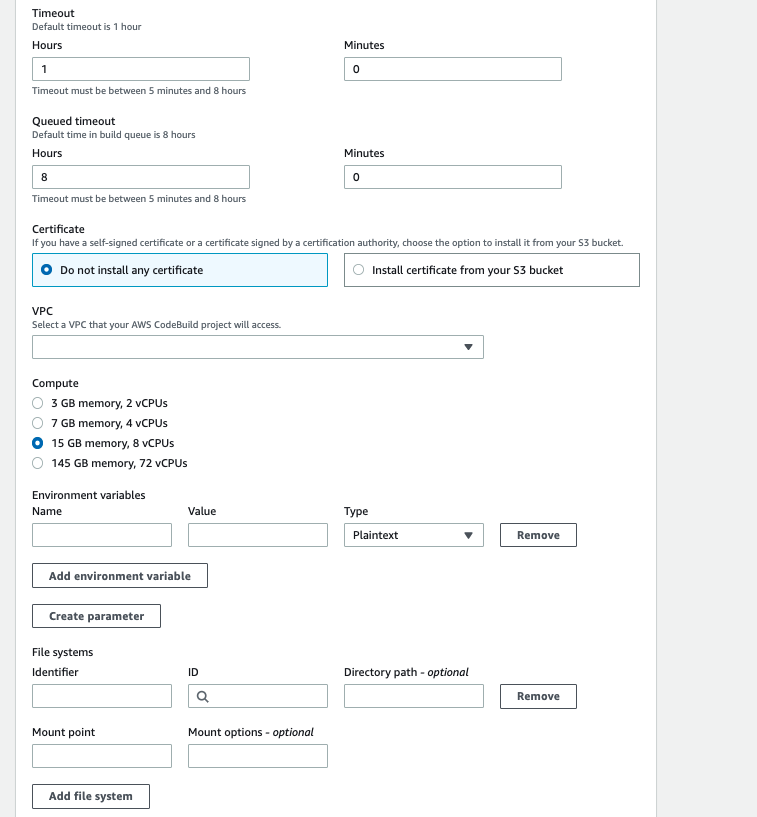 Timeout
Default timeout is 1 hour
Hours Minutes
1 0
Timeout must be between 5 minutes and 8 hours
Queued timeout
Default time in build queue is 8 hours
Hours Minutes
8 0
Timeout must be between 5 minutes and 8 hours
Certificate
If you have a self-signed certificate or a certificate signed by a certification authority, choose the option to install it from your S3 bucket.
Do not install any certificate Install certificate from your S3 bucket
VPC
Select a VPC that your AWS CodeBuild project will access.
Compute
3 GB memory, 2 vCPUs
7 GB memory, 4 vCPUs
15 GB memory, 8 vCPUs
145 GB memory, 72 vCPUs
Environment variables
Name Value Type
Plaintext Remove
Add environment variable
Create parameter
File systems
Identifier ID Directory path - optional
Remove
Mount point Mount options - optional
Add file system